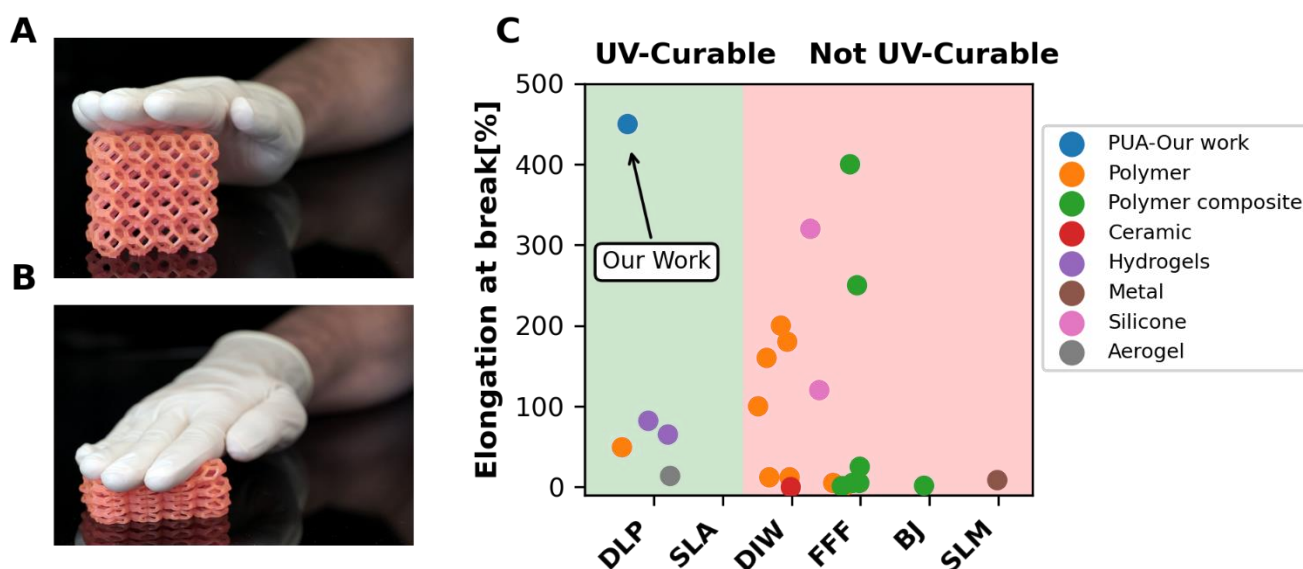 A
B
C
UV-Curable Not UV-Curable
Elongation at break[%]
500
400
300
200
100
0
Our Work
DLP
SLA
DIW
FFF
BJ
SLM
PUA-Our work
Polymer
Polymer composite
Ceramic
Hydrogels
Metal
Silicone
Aerogel